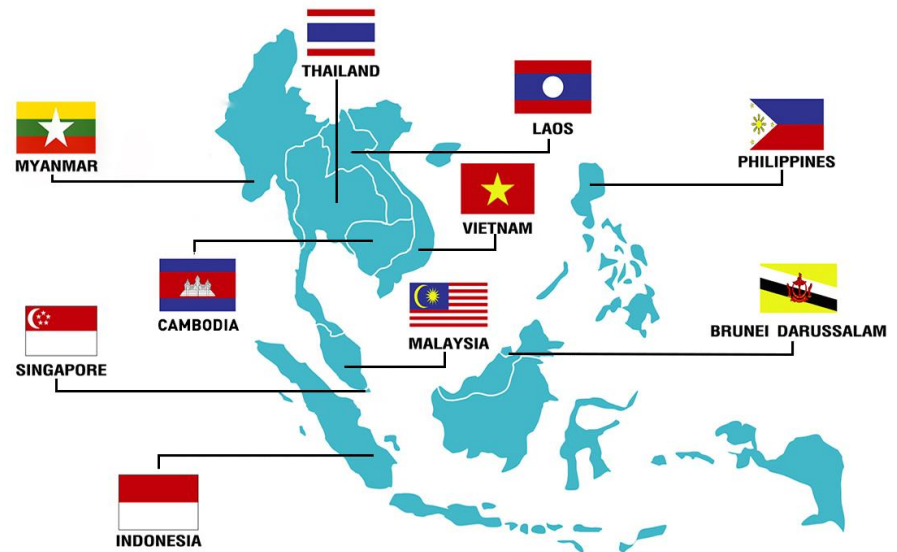 THAILAND
LAOS
MYANMAR
PHILIPPINES
VIETNAM
CAMBODIA
MALAYSIA
BRUNEI DARUSSALAM
SINGAPORE
INDONESIA